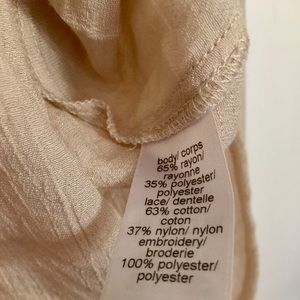 body/ corps
65% rayon/
rayonne
35% polyester/
polyester
lace/ dentelle
63% cotton/
coton
37% nylon/ nylon
embroidery/
broderie
100% polyester/
polyester